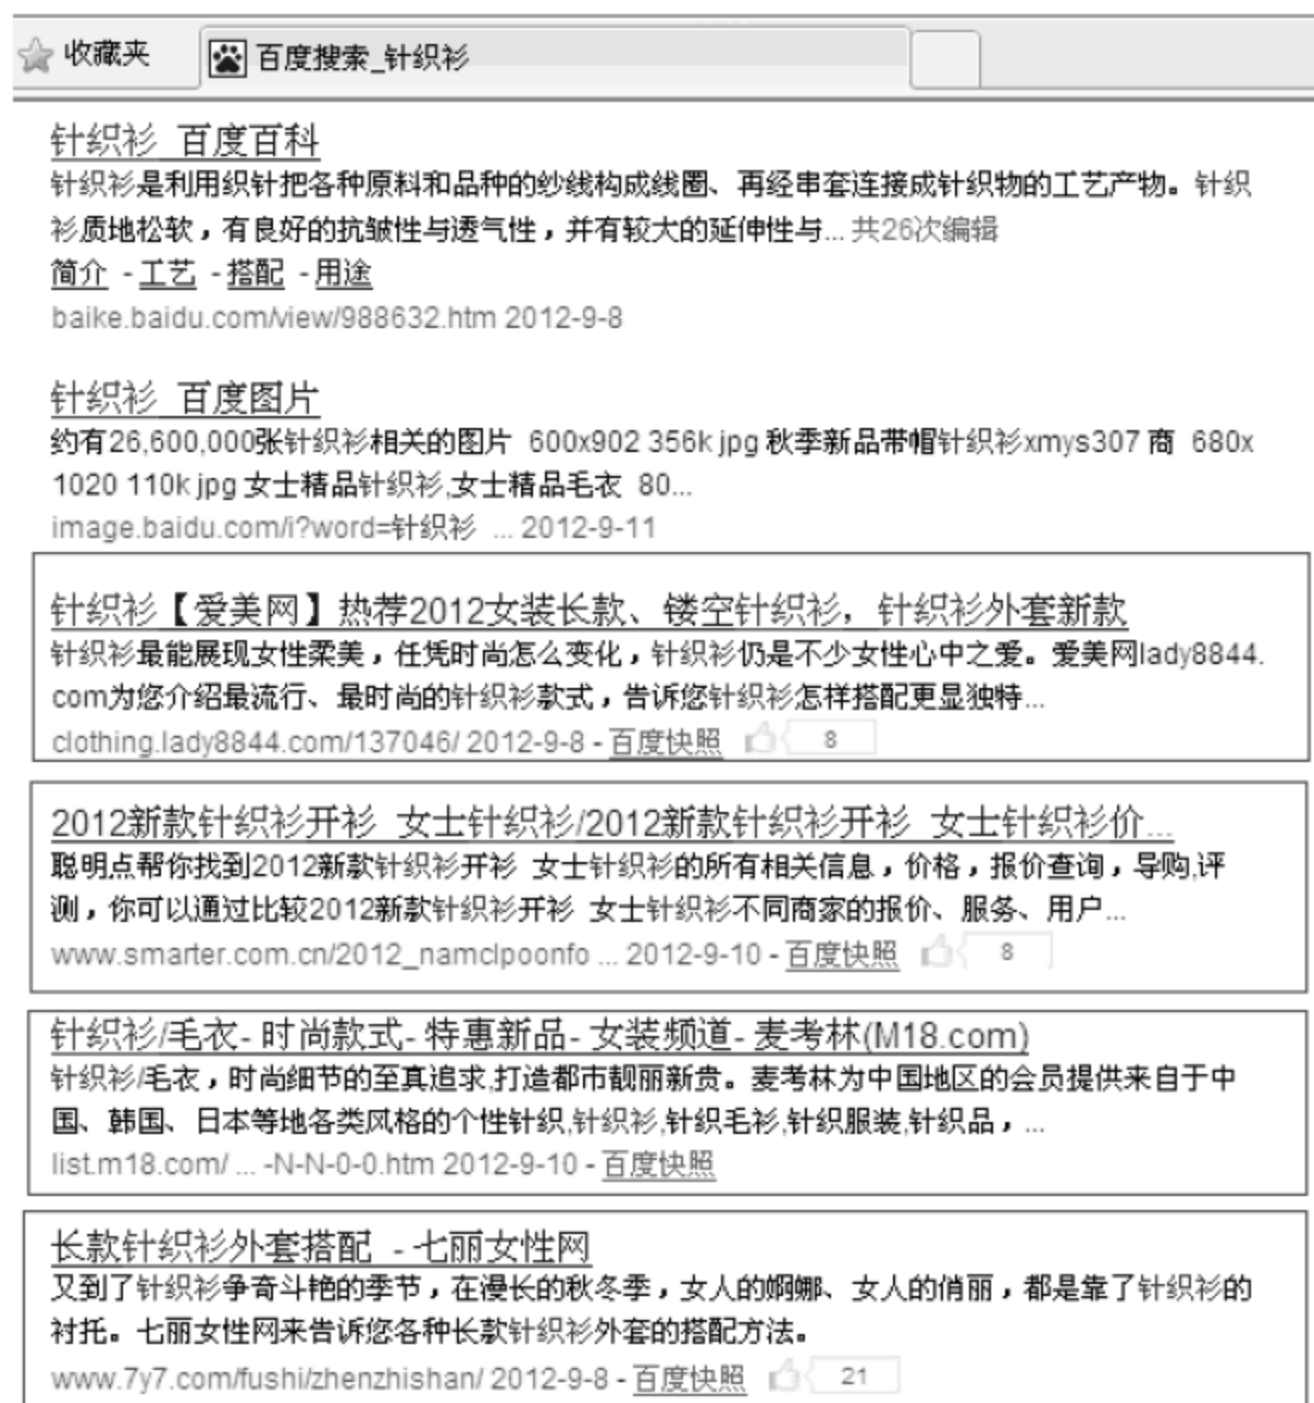 收藏夹
百度搜索_针织衫
针织衫_百度百科
针织衫是利用织针把各种原料和品种的纱线构成线圈、再经串套连接成针织物的工艺产物。针织
衫质地松软，有良好的抗皱性与透气性，并有较大的延伸性与... 共26次编辑
简介 - 工艺 - 搭配 - 用途
baike.baidu.com/view/988632.htm 2012-9-8
针织衫_百度图片
约有26,600,000张针织衫相关的图片 600x902 356k jpg 秋季新品带帽针织衫xmys307 商 680x
1020 110k jpg 女士精品针织衫,女士精品毛衣 80...
image.baidu.com/i?word=针织衫 ... 2012-9-11
针织衫【爱美网】热荐2012女装长款、镂空针织衫，针织衫外套新款
针织衫最能展现女性柔美，任凭时尚怎么变化，针织衫仍是不少女性心中之爱。爱美网lady8844.
com为您介绍最流行、最时尚的针织衫款式，告诉您针织衫怎样搭配更显独特...
clothing.lady8844.com/137046/ 2012-9-8 - 百度快照 8
2012新款针织衫开衫 女士针织衫/2012新款针织衫开衫 女士针织衫价...
聪明点帮你找到2012新款针织衫开衫 女士针织衫的所有相关信息，价格，报价查询，导购,评
测，你可以通过比较2012新款针织衫开衫 女士针织衫不同商家的报价、服务、用户...
www.smarter.com.cn/2012_namclpoonfo ... 2012-9-10 - 百度快照 8
针织衫/毛衣- 时尚款式- 特惠新品- 女装频道- 麦考林(M18.com)
针织衫/毛衣，时尚细节的至真追求,打造都市靓丽新贵。麦考林为中国地区的会员提供来自于中
国、韩国、日本等地各类风格的个性针织,针织衫,针织毛衫,针织服装,针织品，...
list.m18.com/ ... -N-N-0-0.htm 2012-9-10 - 百度快照
长款针织衫外套搭配 - 七丽女性网
又到了针织衫争奇斗艳的季节，在漫长的秋冬季，女人的婀娜、女人的俏丽，都是靠了针织衫的
衬托。七丽女性网来告诉您各种长款针织衫外套的搭配方法。
www.7y7.com/fushi/zhenzhishan/ 2012-9-8 - 百度快照 21